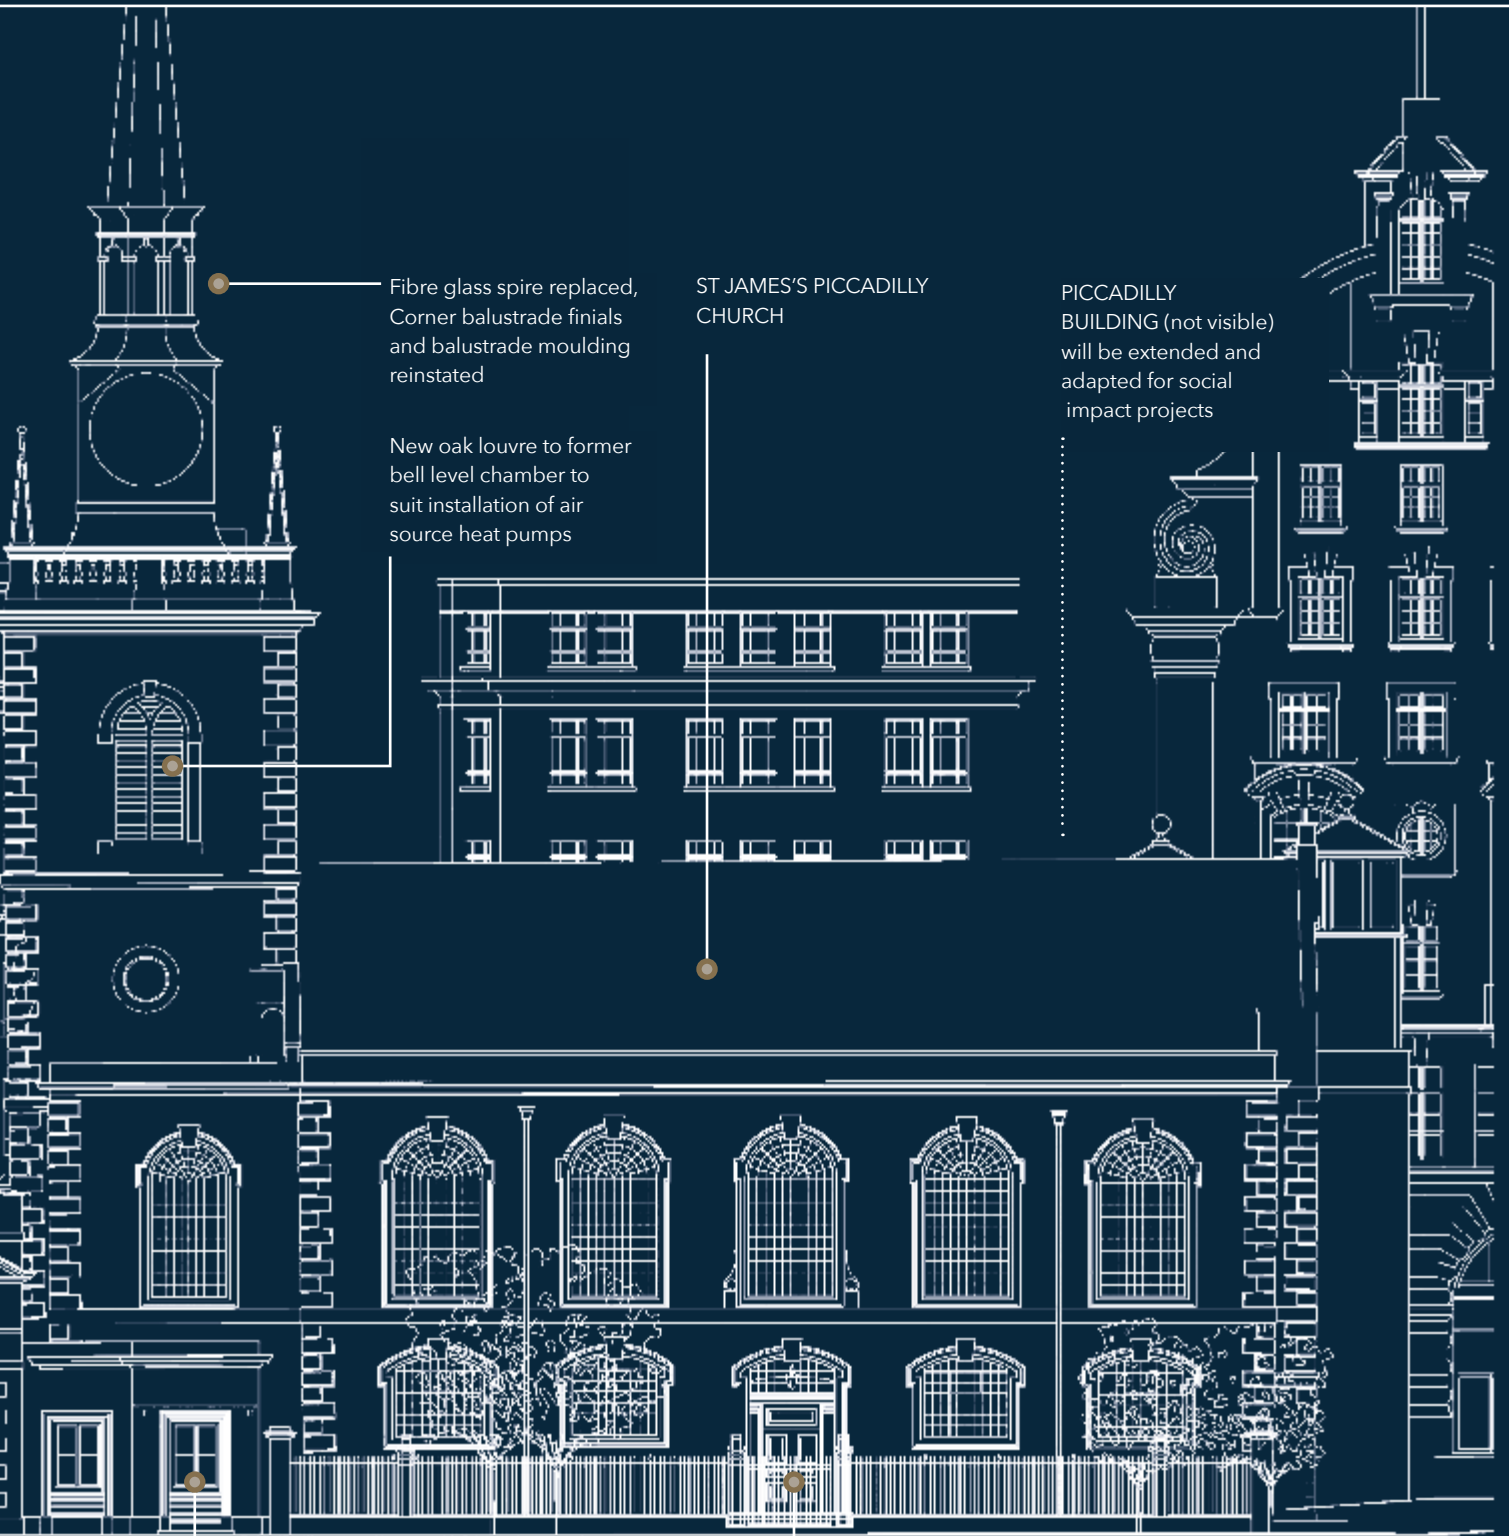 Fibre glass spire replaced,
Corner balustrade finials
and balustrade moulding
reinstated
New oak louvre to former
bell level chamber to
suit installation of air
source heat pumps
ST JAMES’S PICCADILLY
CHURCH
PICCADILLY
BUILDING (not visible)
will be extended and
adapted for social
impact projects